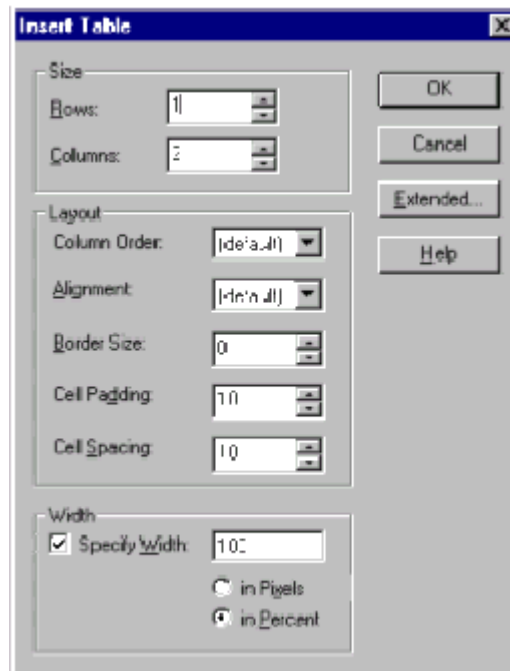 Insert Table
Size
Rows: 1
Columns: 2
OK
Cancel
Extended...
Help
Layout
Column Order: (default)
Alignment: (default)
Border Size: 0
Cell Padding: 10
Cell Spacing: 10
Width
Specify Width: 100
in Pixels
in Percent